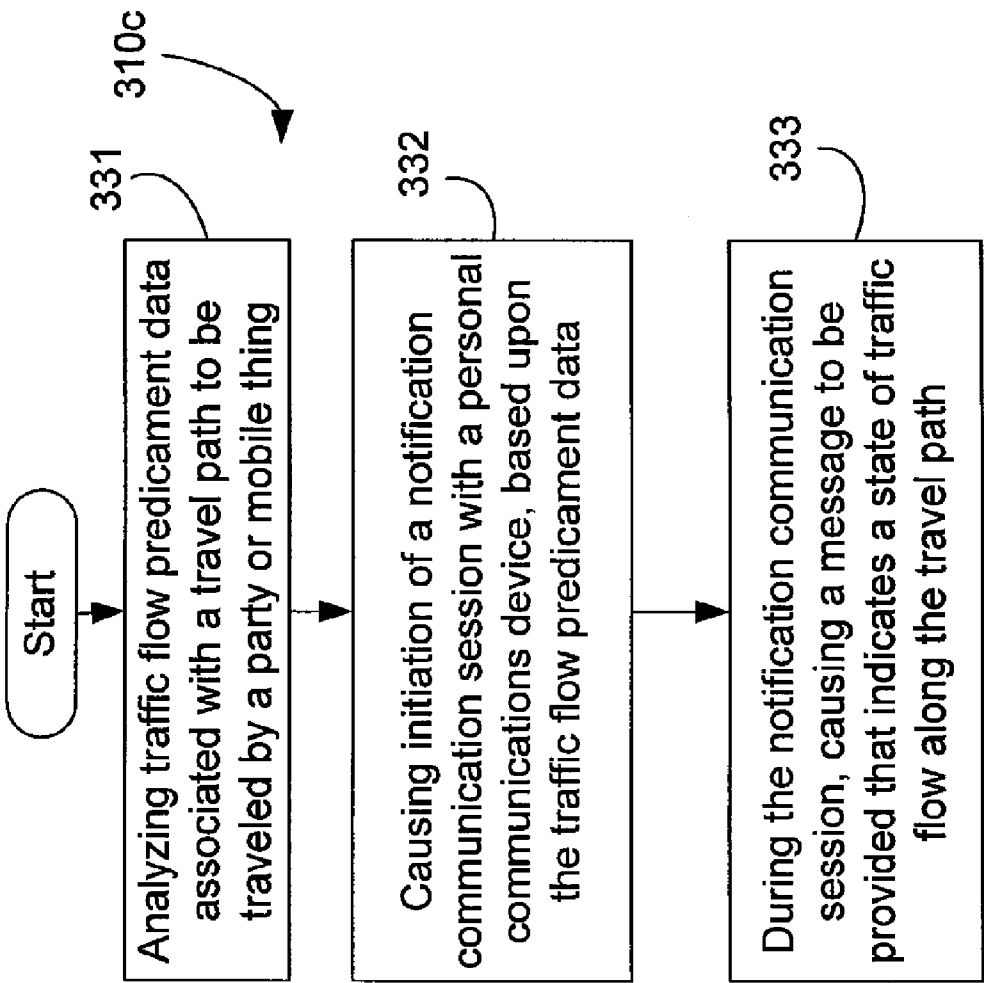 Start
310c
331
Analyzing traffic flow predicament data
associated with a travel path to be
traveled by a party or mobile thing
332
Causing initiation of a notification
communication session with a personal
communications device, based upon
the traffic flow predicament data
333
During the notification communication
session, causing a message to be
provided that indicates a state of traffic
flow along the travel path